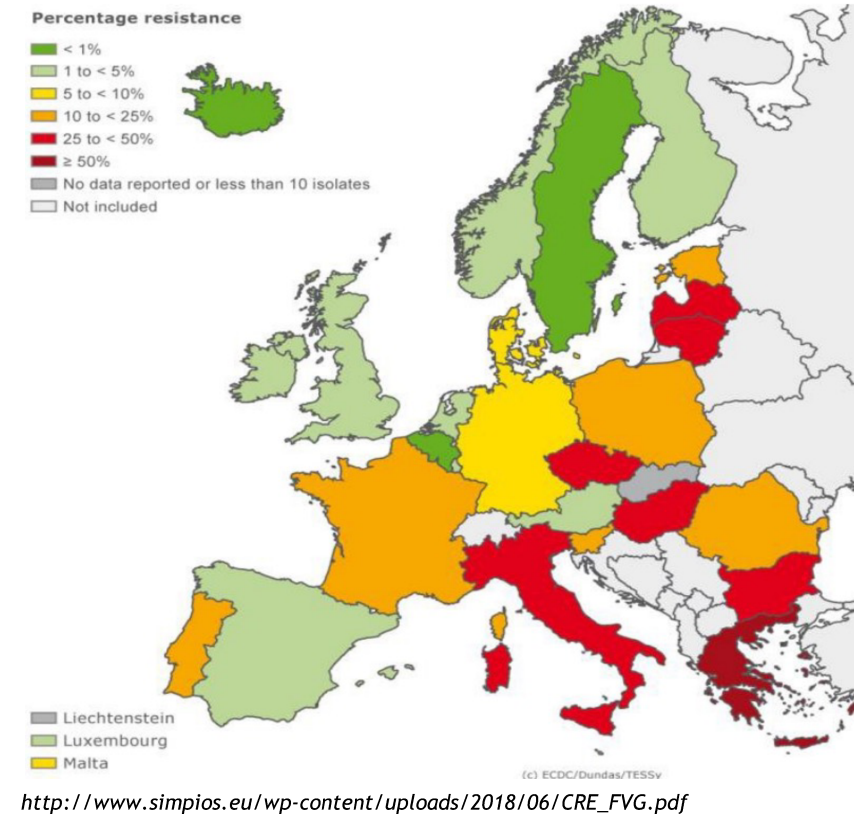 Percentage resistance
< 1%
1 to < 5%
5 to < 10%
10 to < 25%
25 to < 50%
≥ 50%
No data reported or less than 10 isolates
Not included
Liechtenstein
Luxembourg
Malta
(c) ECDC/Dundas/TESSy
http://www.simpios.eu/wp-content/uploads/2018/06/CRE_FVG.pdf